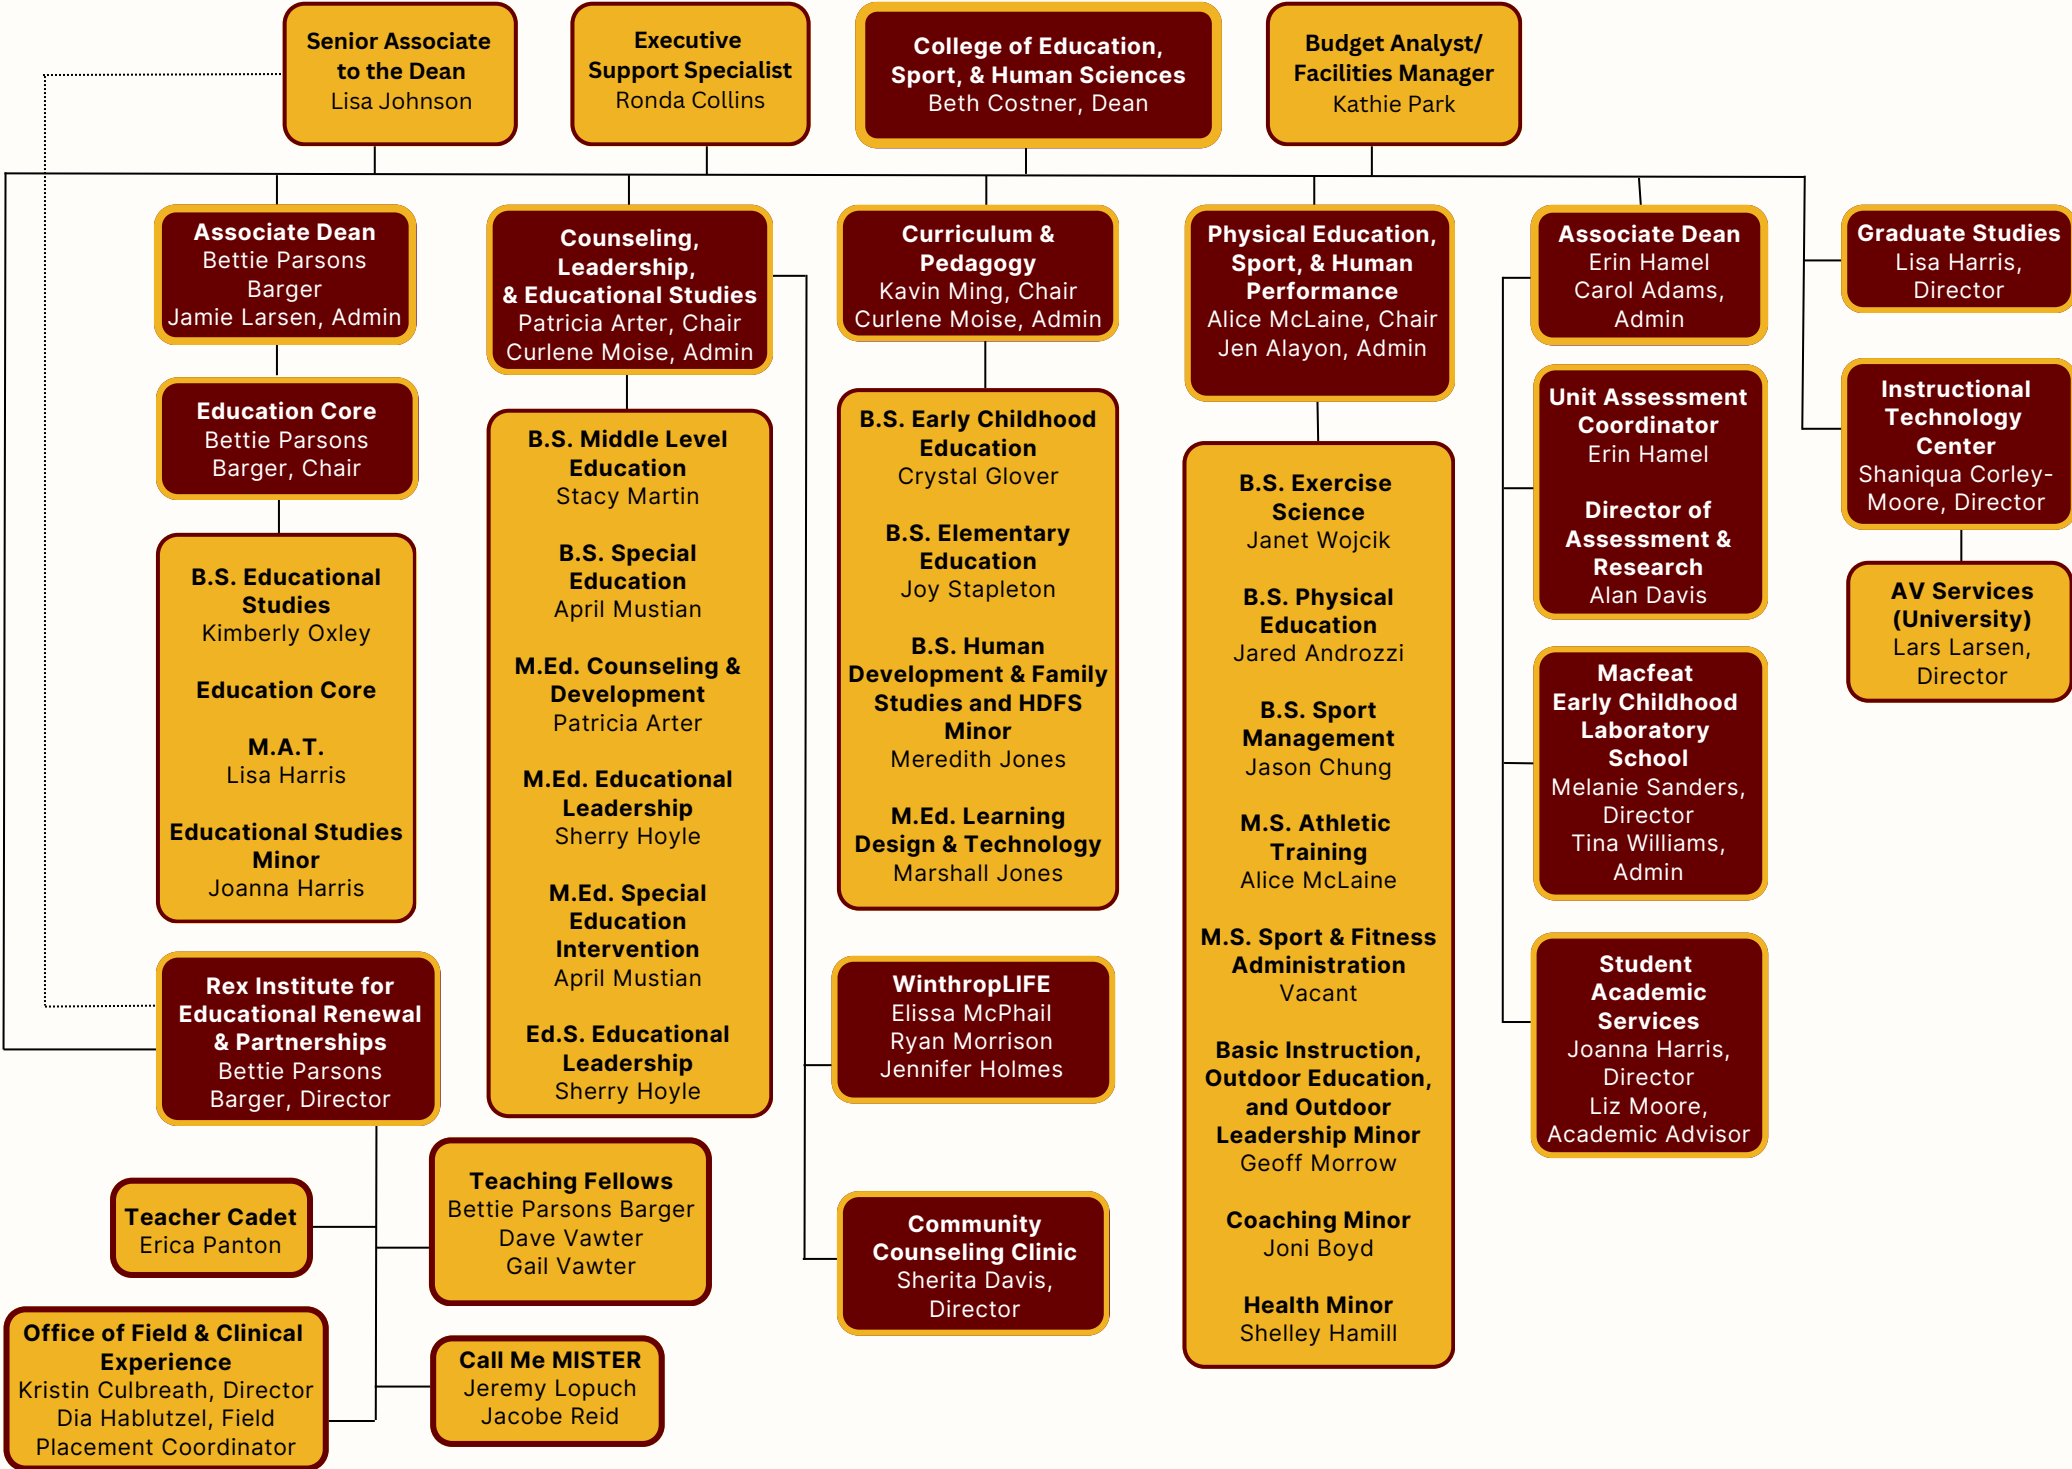 Senior Associate
to the Dean
Lisa Johnson
Executive
Support Specialist
Ronda Collins
College of Education,
Sport, & Human Sciences
Beth Costner, Dean
Budget Analyst/
Facilities Manager
Kathie Park
Associate Dean
Bettie Parsons
Barger
Jamie Larsen, Admin
Education Core
Bettie Parsons
Barger, Chair
B.S. Educational
Studies
Kimberly Oxley
Education Core
M.A.T.
Lisa Harris
Educational Studies
Minor
Joanna Harris
Rex Institute for
Educational Renewal
& Partnerships
Bettie Parsons
Barger, Director
Teacher Cadet
Erica Panton
Teaching Fellows
Bettie Parsons Barger
Dave Vawter
Gail Vawter
Office of Field & Clinical
Experience
Kristin Culbreath, Director
Dia Hablutzel, Field
Placement Coordinator
Call Me MISTER
Jeremy Lopuch
Jacobe Reid
Counseling,
Leadership,
& Educational Studies
Patricia Arter, Chair
Curlene Moise, Admin
B.S. Middle Level
Education
Stacy Martin
B.S. Special
Education
April Mustian
M.Ed. Counseling &
Development
Patricia Arter
M.Ed. Educational
Leadership
Sherry Hoyle
M.Ed. Special
Education
Intervention
April Mustian
Ed.S. Educational
Leadership
Sherry Hoyle
Curriculum &
Pedagogy
Kavin Ming, Chair
Curlene Moise, Admin
B.S. Early Childhood
Education
Crystal Glover
B.S. Elementary
Education
Joy Stapleton
B.S. Human
Development & Family
Studies and HDFS
Minor
Meredith Jones
M.Ed. Learning
Design & Technology
Marshall Jones
WinthropLIFE
Elissa McPhail
Ryan Morrison
Jennifer Holmes
Community
Counseling Clinic
Sherita Davis,
Director
Physical Education,
Sport, & Human
Performance
Alice McLaine, Chair
Jen Alayon, Admin
B.S. Exercise
Science
Janet Wojcik
B.S. Physical
Education
Jared Androzzi
B.S. Sport
Management
Jason Chung
M.S. Athletic
Training
Alice McLaine
M.S. Sport & Fitness
Administration
Vacant
Basic Instruction,
Outdoor Education,
and Outdoor
Leadership Minor
Geoff Morrow
Coaching Minor
Joni Boyd
Health Minor
Shelley Hamill
Associate Dean
Erin Hamel
Carol Adams,
Admin
Unit Assessment
Coordinator
Erin Hamel
Director of
Assessment &
Research
Alan Davis
Macfeat
Early Childhood
Laboratory
School
Melanie Sanders,
Director
Tina Williams,
Admin
Student
Academic
Services
Joanna Harris,
Director
Liz Moore,
Academic Advisor
Graduate Studies
Lisa Harris,
Director
Instructional
Technology
Center
Shaniqua Corley-
Moore, Director
AV Services
(University)
Lars Larsen,
Director